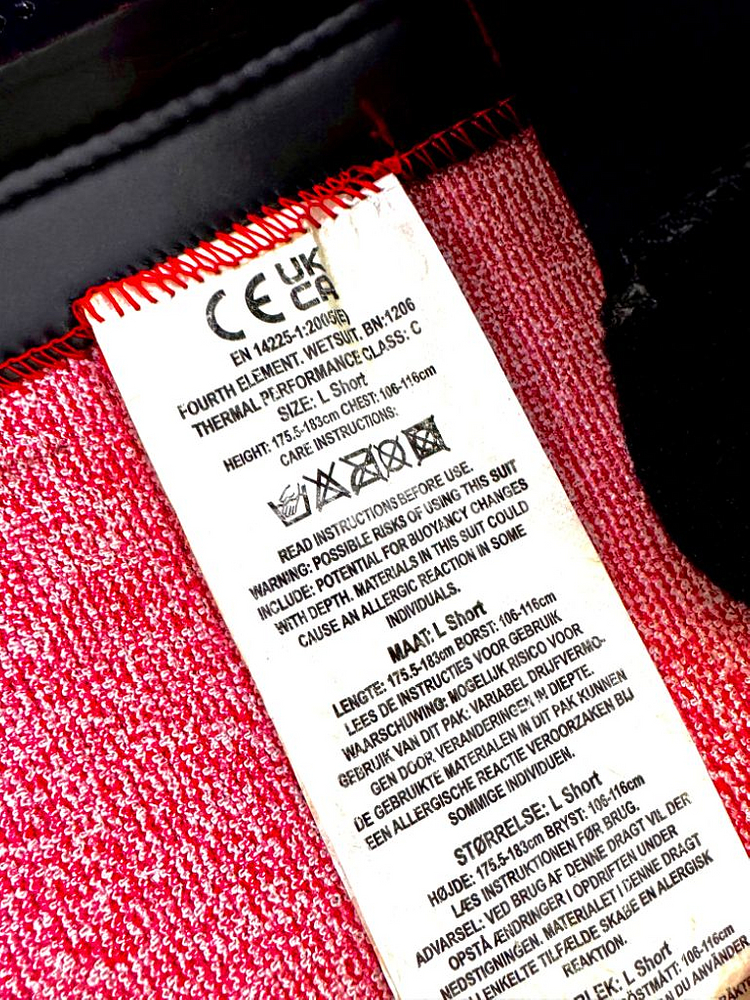 CE UK CA
EN 14225-1:2005(E)
FOURTH ELEMENT. WETSUIT. BN:1206
THERMAL PERFORMANCE CLASS: C
SIZE: L Short
HEIGHT: 175.5-183cm CHEST: 106-116cm
CARE INSTRUCTIONS:
READ INSTRUCTIONS BEFORE USE.
WARNING: POSSIBLE RISKS OF USING THIS SUIT
INCLUDE: POTENTIAL FOR BUOYANCY CHANGES
WITH DEPTH. MATERIALS IN THIS SUIT COULD
CAUSE AN ALLERGIC REACTION IN SOME
INDIVIDUALS.
MAAT: L Short
LENGTE: 175.5-183cm BORST: 106-116cm
LEES DE INSTRUCTIES VOOR GEBRUIK
WAARSCHUWING: MOGELIJK RISICO VOOR
GEBRUIK VAN DIT PAK: VARIABEL DRIJFVERMO-
GEN DOOR VERANDERINGEN IN DIEPTE.
DE GEBRUIKTE MATERIALEN IN DIT PAK KUNNEN
EEN ALLERGISCHE REACTIE VEROORZAKEN BIJ
SOMMIGE INDIVIDUEN.
STØRRELSE: L Short
HØJDE: 175.5-183cm BRYST: 106-116cm
LÆS INSTRUKTIONEN FØR BRUG.
ADVARSEL: VED BRUG AF DENNE DRAGT VIL DER
OPSTÅ ÆNDRINGER I OPDRIFTEN UNDER
NEDSTIGNINGEN. MATERIALET I DENNE DRAGT
ENKELTE TILFÆLDE SKABE EN ALERGISK
REAKTION.
L Short
106-116cm
DU ANVÄNDER